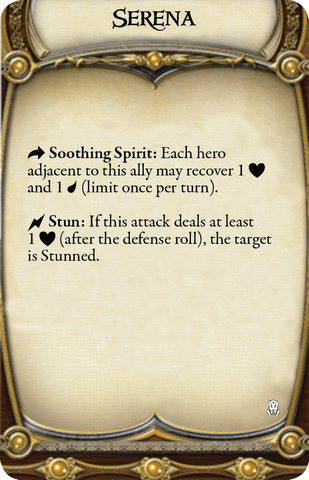 SERENA
Soothing Spirit: Each hero
adjacent to this ally may recover 1
and 1 (limit once per turn).
Stun: If this attack deals at least
1 (after the defense roll), the target
is Stunned.